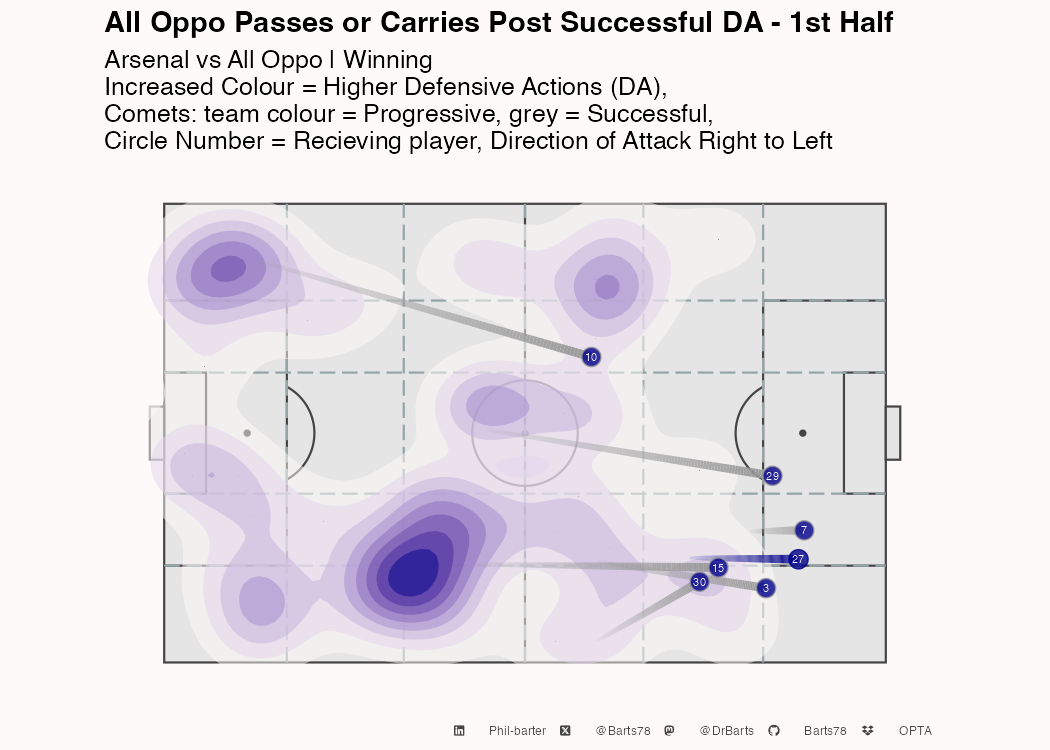 All Oppo Passes or Carries Post Successful DA - 1st Half
Arsenal vs All Oppo | Winning
Increased Colour = Higher Defensive Actions (DA),
Comets: team colour = Progressive, grey = Successful,
Circle Number = Recieving player, Direction of Attack Right to Left
10
29
7
27
15
30
3
Phil-barter @Barts78 @DrBarts Barts78 OPTA